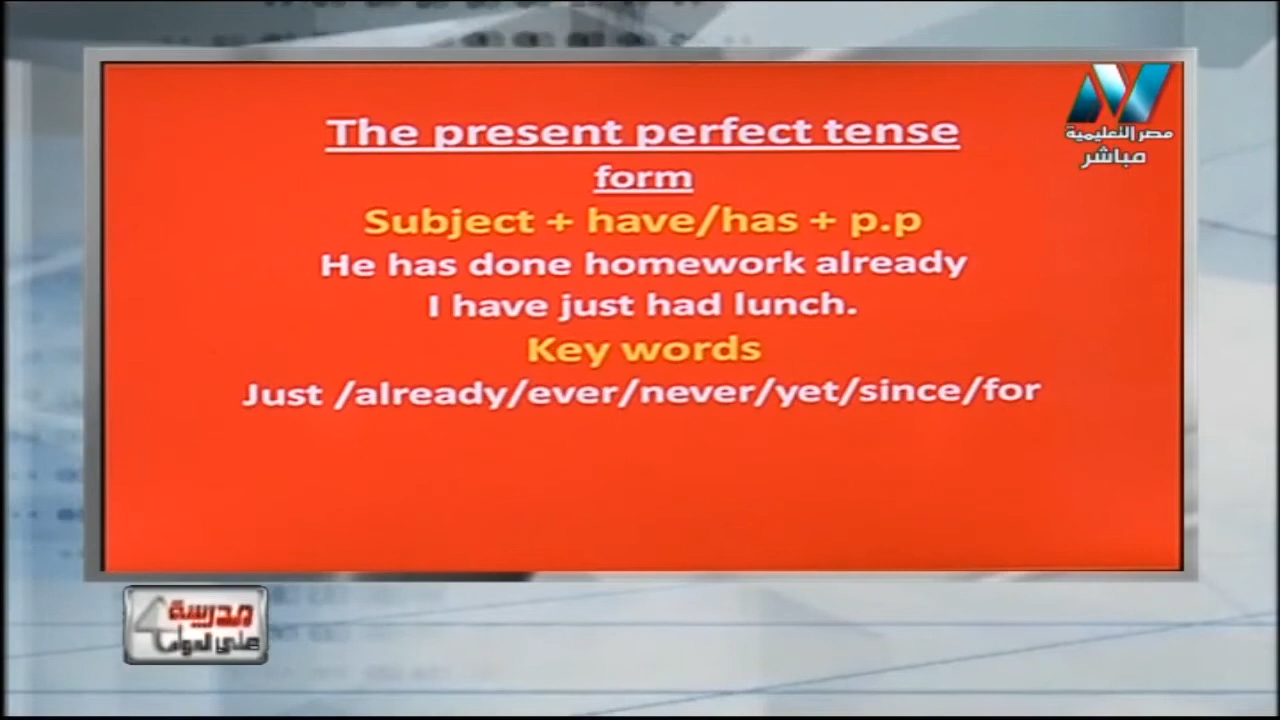 The present perfect tense
form
Subject + have/has + p.p
He has done homework already
I have just had lunch.
Key words
Just /already/ever/never/yet/since/for
مصر التعليمية
مباشر
مدرسة
على الهواء